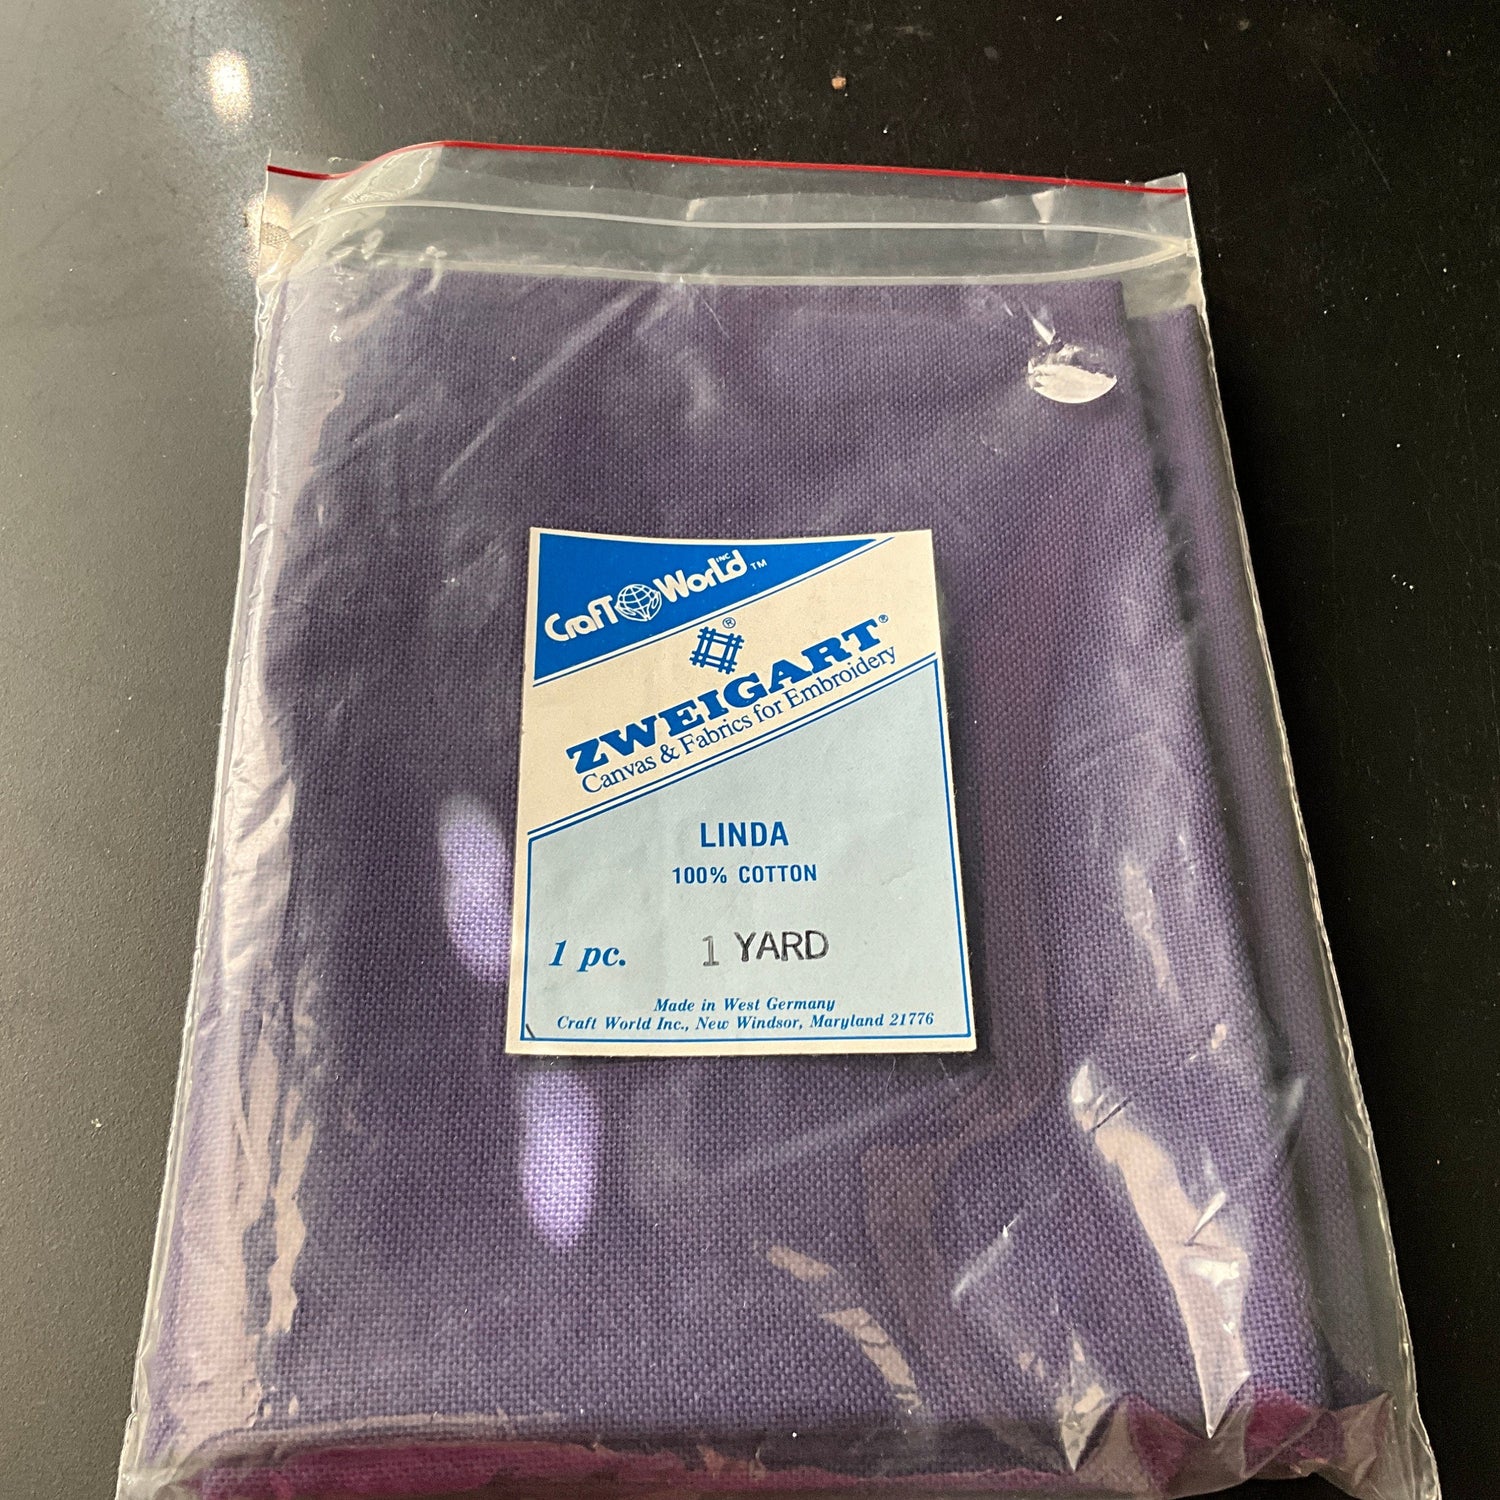 Craft World INC TM
®
ZWEIGART®
Canvas & Fabrics for Embroidery
LINDA
100% COTTON
1 pc. 1 YARD
Made in West Germany
Craft World Inc., New Windsor, Maryland 21776